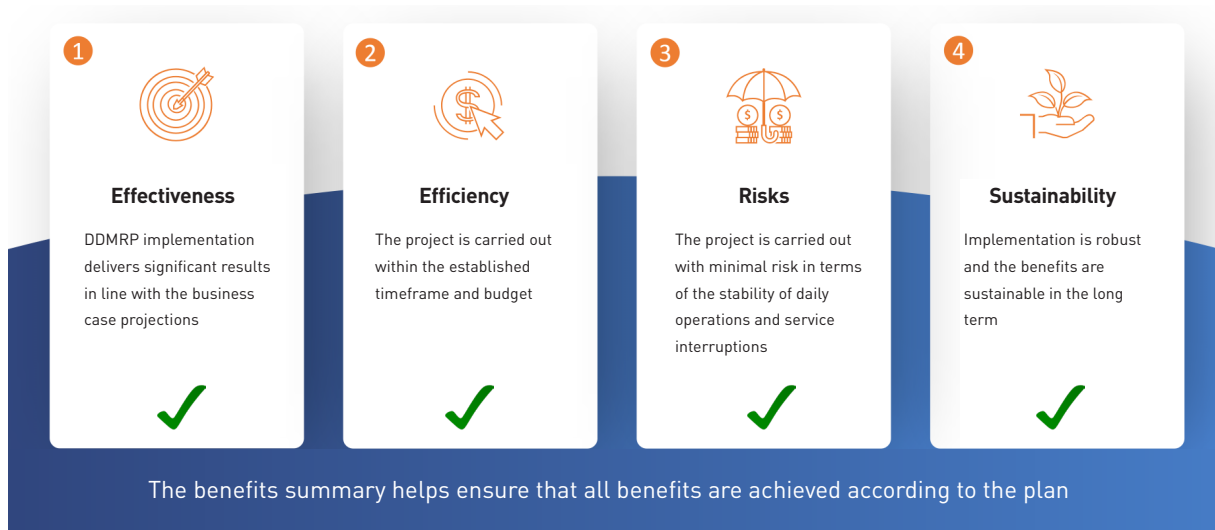 1
Effectiveness
DDMRP implementation
delivers significant results
in line with the business
case projections
2
$
Efficiency
The project is carried out
within the established
timeframe and budget
3
$ $
Risks
The project is carried out
with minimal risk in terms
of the stability of daily
operations and service
interruptions
4
Sustainability
Implementation is robust
and the benefits are
sustainable in the long
term
The benefits summary helps ensure that all benefits are achieved according to the plan